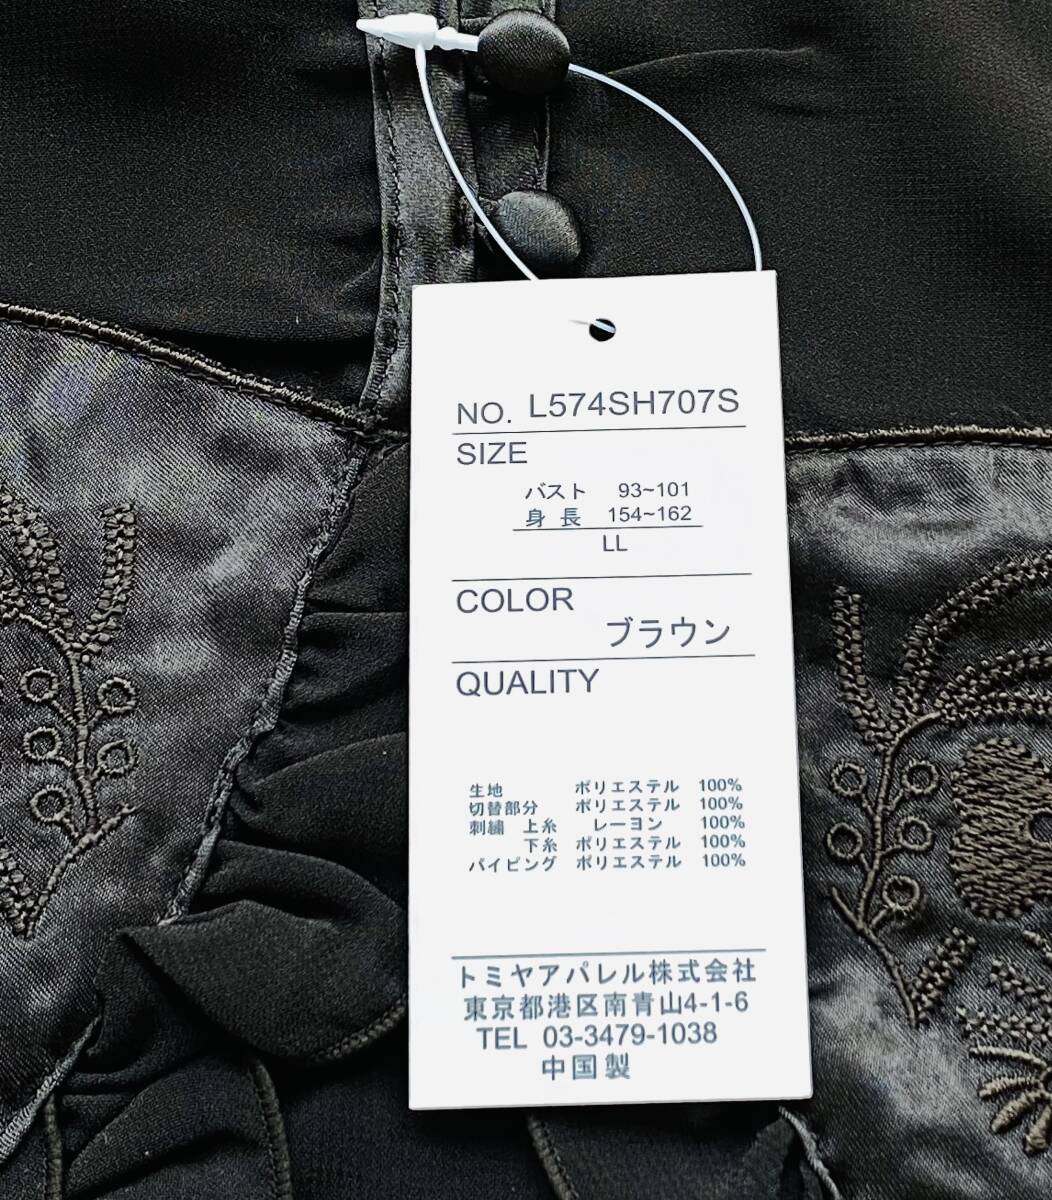 NO. L574SH707S
SIZE
バスト 93~101
身長 154~162
LL
COLOR
ブラウン
QUALITY
生地 ポリエステル 100%
切替部分 ポリエステル 100%
刺繍 上糸 レーヨン 100%
下糸 ポリエステル 100%
パイピング ポリエステル 100%
トミヤアパレル株式会社
東京都港区南青山4-1-6
TEL 03-3479-1038
中国製